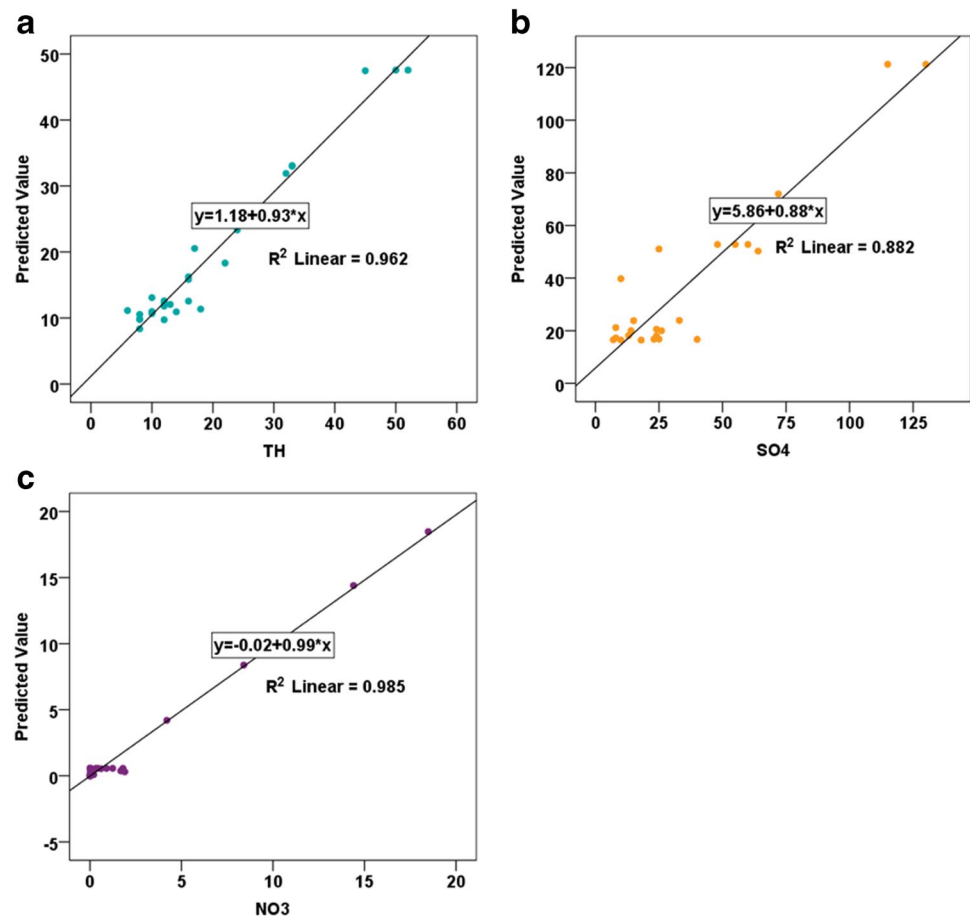 a
50
40
30
20
10
0
Predicted Value
y=1.18+0.93*x
R² Linear = 0.962
0 10 20 30 40 50 60
TH
b
120
100
80
60
40
20
0
Predicted Value
y=5.86+0.88*x
R² Linear = 0.882
0 25 50 75 100 125
SO4
c
20
15
10
5
0
-5
Predicted Value
y=-0.02+0.99*x
R² Linear = 0.985
0 5 10 15 20
NO3